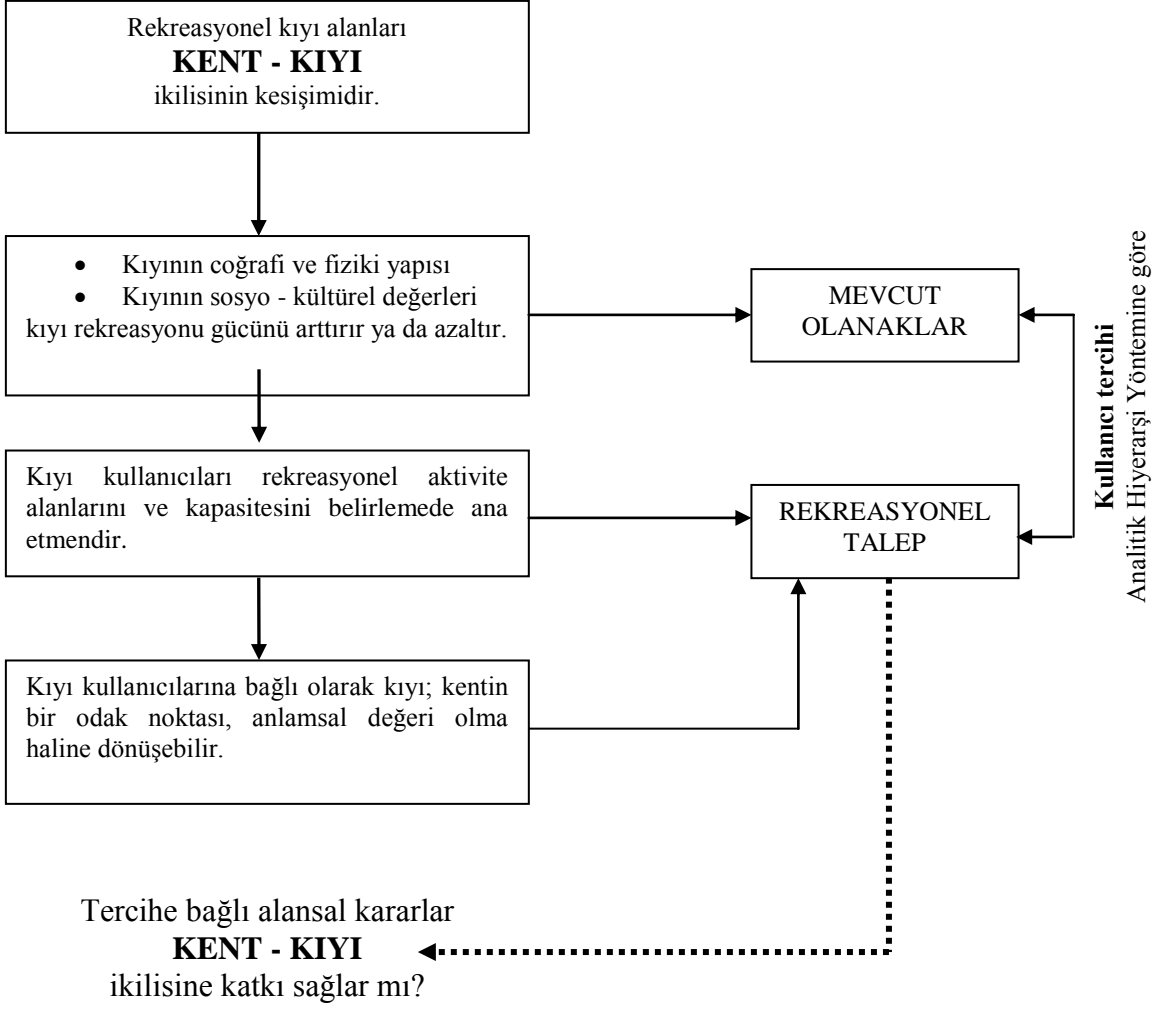 Rekreasyonel kıyı alanları
KENT - KIYI
ikilisinin kesişimidir.
• Kıyının coğrafi ve fiziki yapısı
• Kıyının sosyo - kültürel değerleri
kıyı rekreasyonu gücünü arttırır ya da azaltır.
MEVCUT
OLANAKLAR
Kullanıcı tercihi
Analitik Hiyerarşi Yöntemine göre
Kıyı kullanıcıları rekreasyonel aktivite
alanlarını ve kapasitesini belirlemede ana
etmendir.
REKREASYONEL
TALEP
Kıyı kullanıcılarına bağlı olarak kıyı; kentin
bir odak noktası, anlamsal değeri olma
haline dönüşebilir.
Tercihe bağlı alansal kararlar
KENT - KIYI
ikilisine katkı sağlar mı?